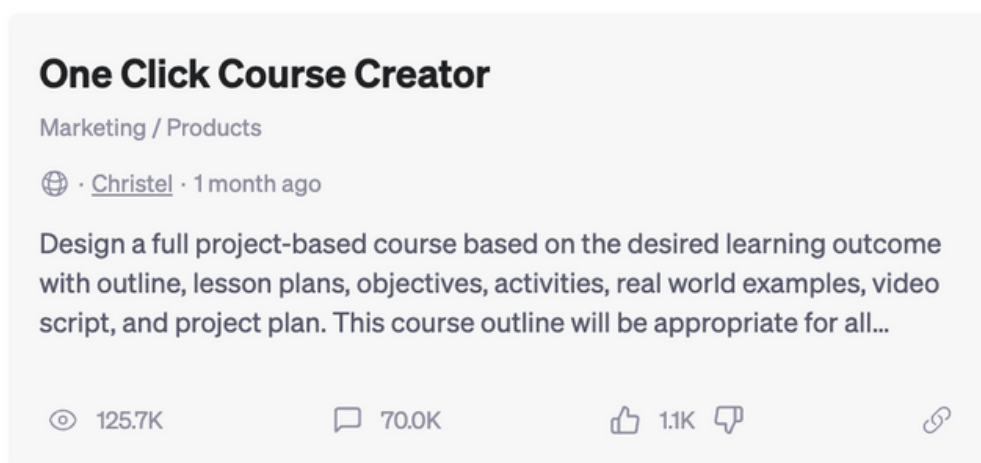 One Click Course Creator
Marketing / Products
· Christel · 1 month ago
Design a full project-based course based on the desired learning outcome
with outline, lesson plans, objectives, activities, real world examples, video
script, and project plan. This course outline will be appropriate for all...
125.7K 70.0K 1.1K